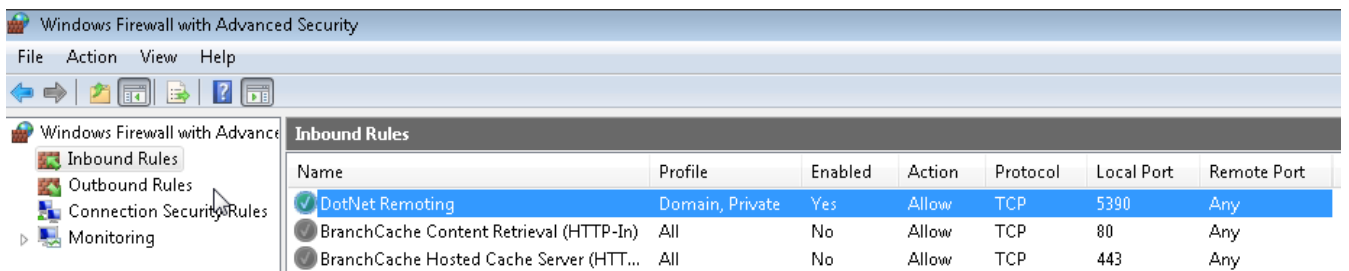 Windows Firewall with Advanced Security
File Action View Help
Windows Firewall with Advance
Inbound Rules
Outbound Rules
Connection Security Rules
Monitoring
Inbound Rules
Name Profile Enabled Action Protocol Local Port Remote Port
DotNet Remoting Domain, Private Yes Allow TCP 5390 Any
BranchCache Content Retrieval (HTTP-In) All No Allow TCP 80 Any
BranchCache Hosted Cache Server (HTT... All No Allow TCP 443 Any